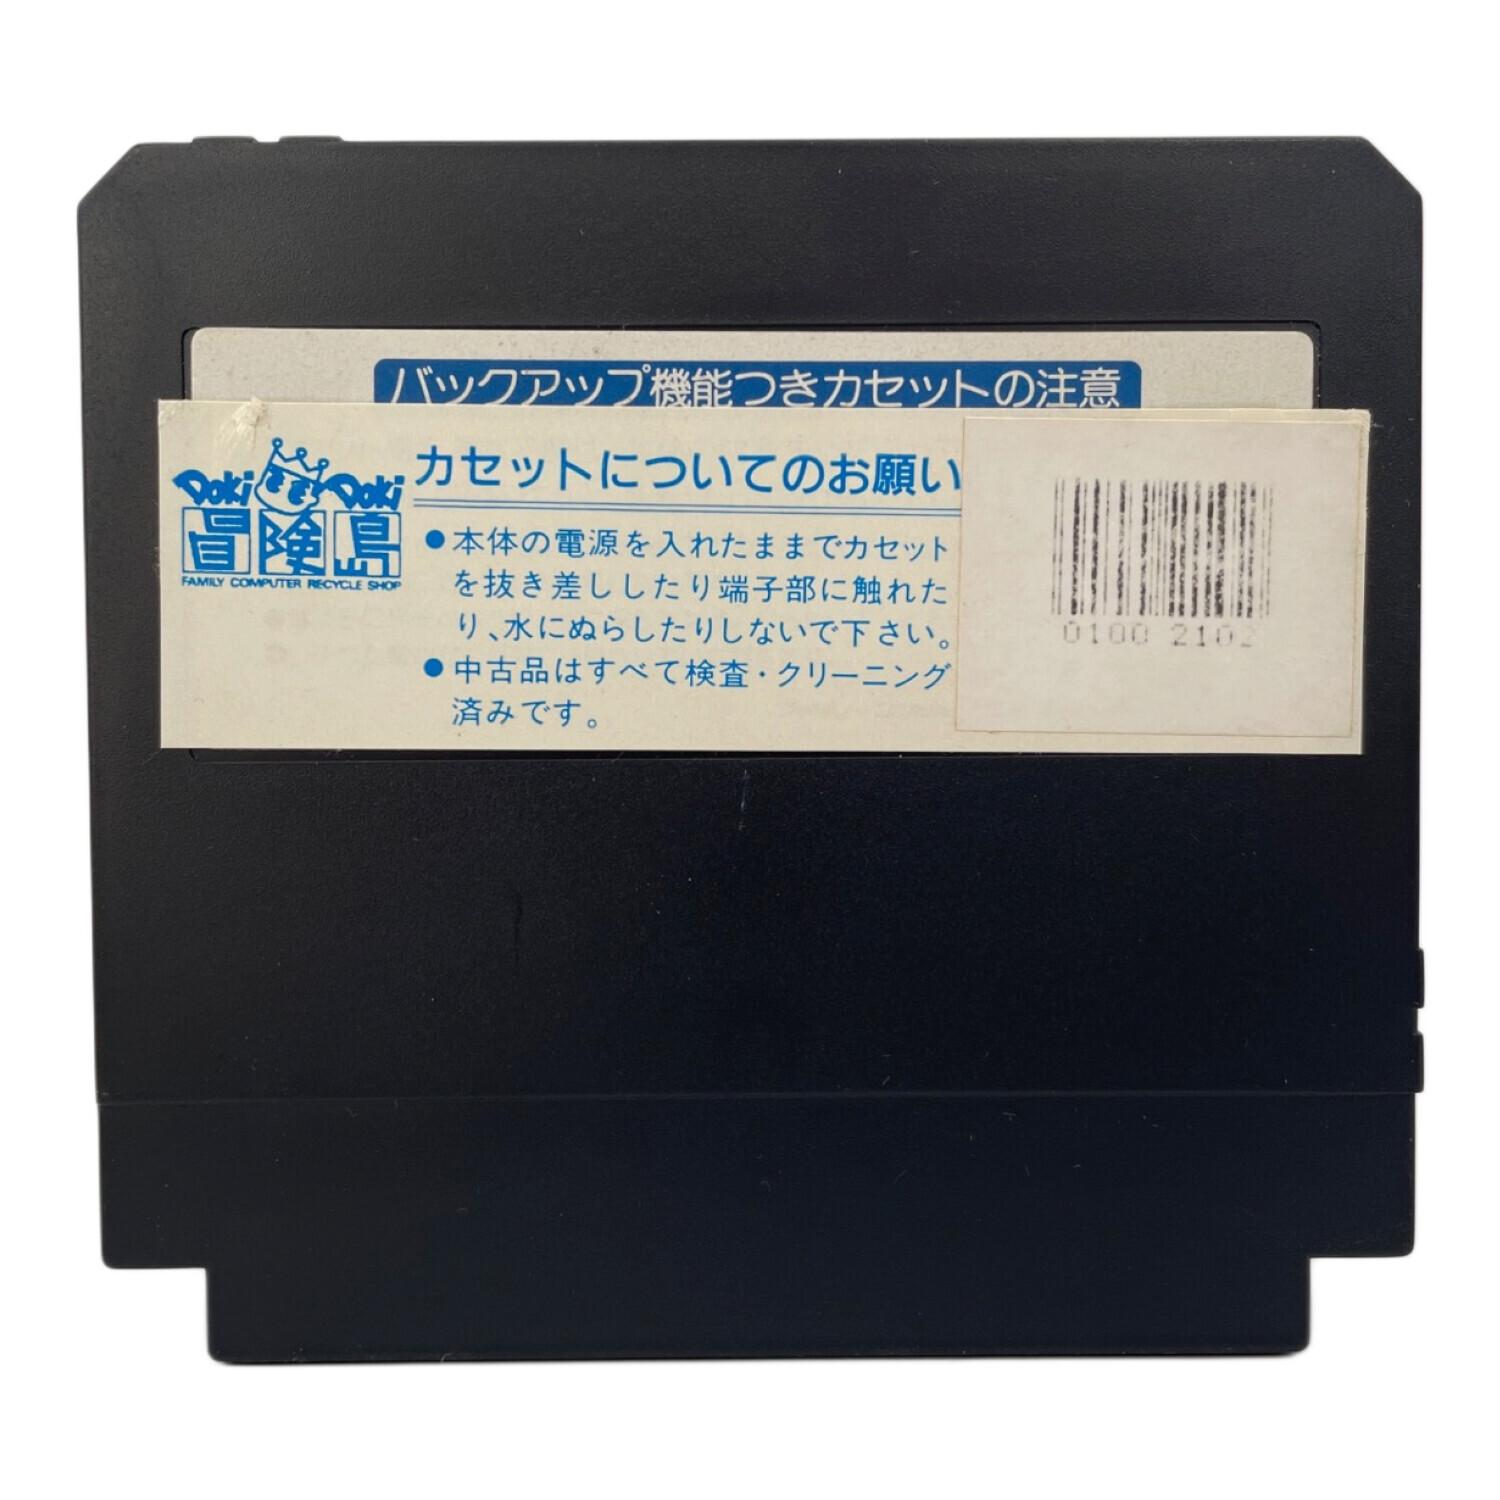 バックアップ機能つきカセットの注意
Doki Doki
冒険島
FAMILY COMPUTER RECYCLE SHOP
カセットについてのお願い
●本体の電源を入れたままでカセット
を抜き差ししたり端子部に触れた
り、水にぬらしたりしないで下さい。
●中古品はすべて検査・クリーニング
済みです。
0100 2102